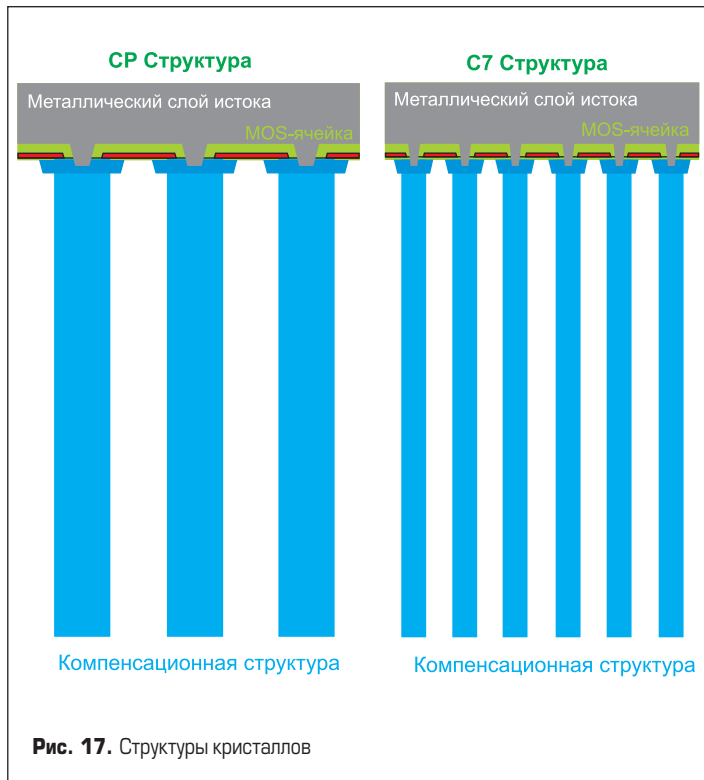 CP Структура
Металлический слой истока
MOS-ячейка
Компенсационная структура
C7 Структура
Металлический слой истока
MOS-ячейка
Компенсационная структура
Рис. 17. Структуры кристаллов